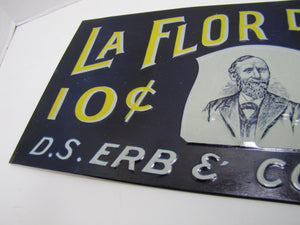 LA FLOR D
10¢
D.S. ERB & CO